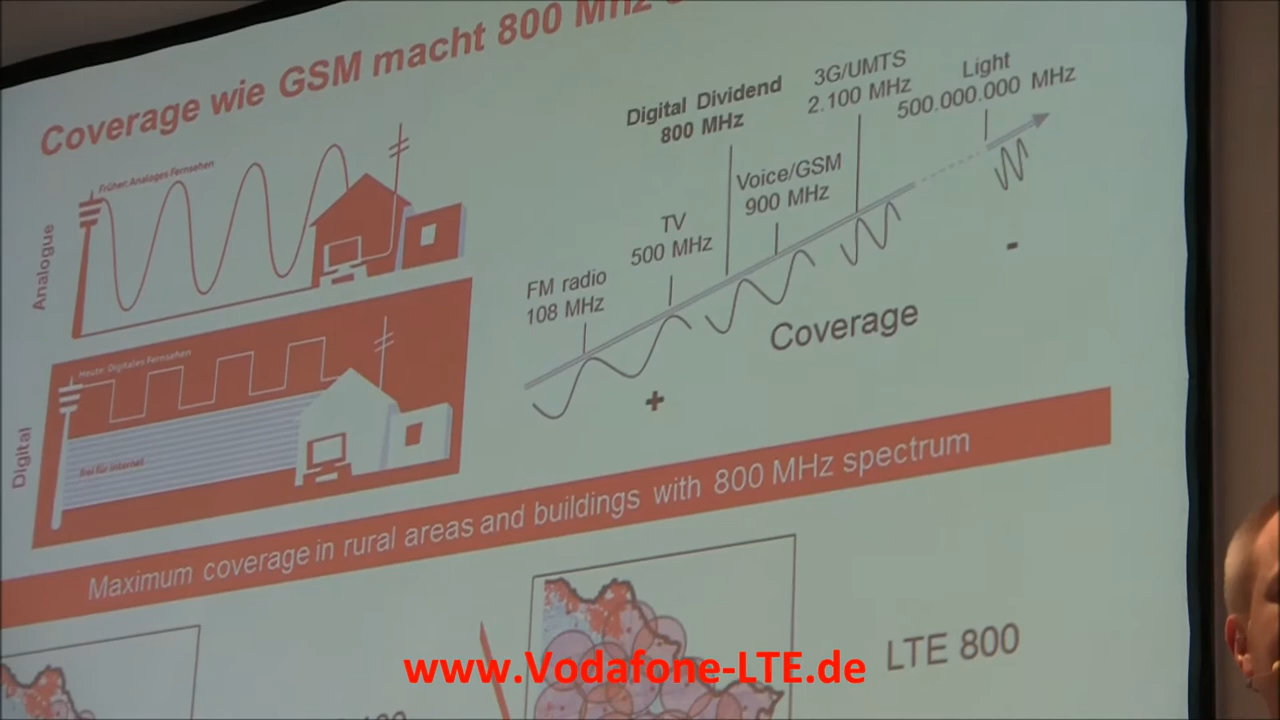 Coverage wie GSM macht 800 Mhz
Analogue
Früher: Analoges Fernsehen
Digital
Heute: Digitales Fernsehen
frei für Internet
FM radio
108 MHz
TV
500 MHz
Digital Dividend
800 MHz
Voice/GSM
900 MHz
3G/UMTS
2.100 MHz
Light
500.000.000 MHz
+
-
Coverage
Maximum coverage in rural areas and buildings with 800 MHz spectrum
LTE 800
www.Vodafone-LTE.de